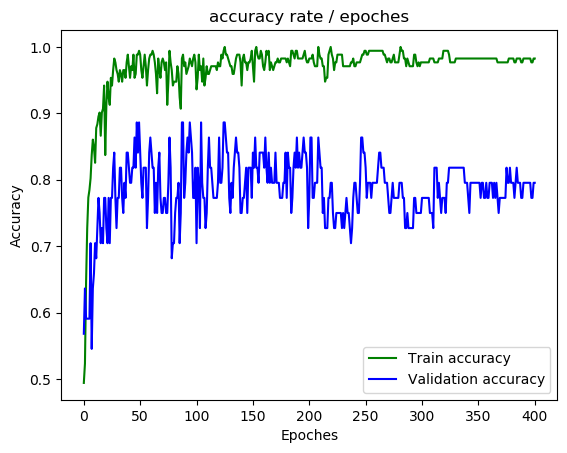 accuracy rate / epoches
1.0
0.9
0.8
0.7
0.6
0.5
Accuracy
0 50 100 150 200 250 300 350 400
Epoches
Train accuracy
Validation accuracy